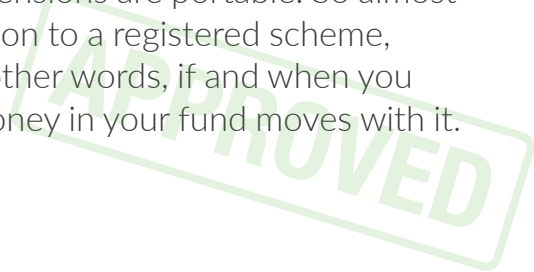 ensions are portable. So almost
on to a registered scheme,
ther words, if and when you
oney in your fund moves with it.
APPROVED